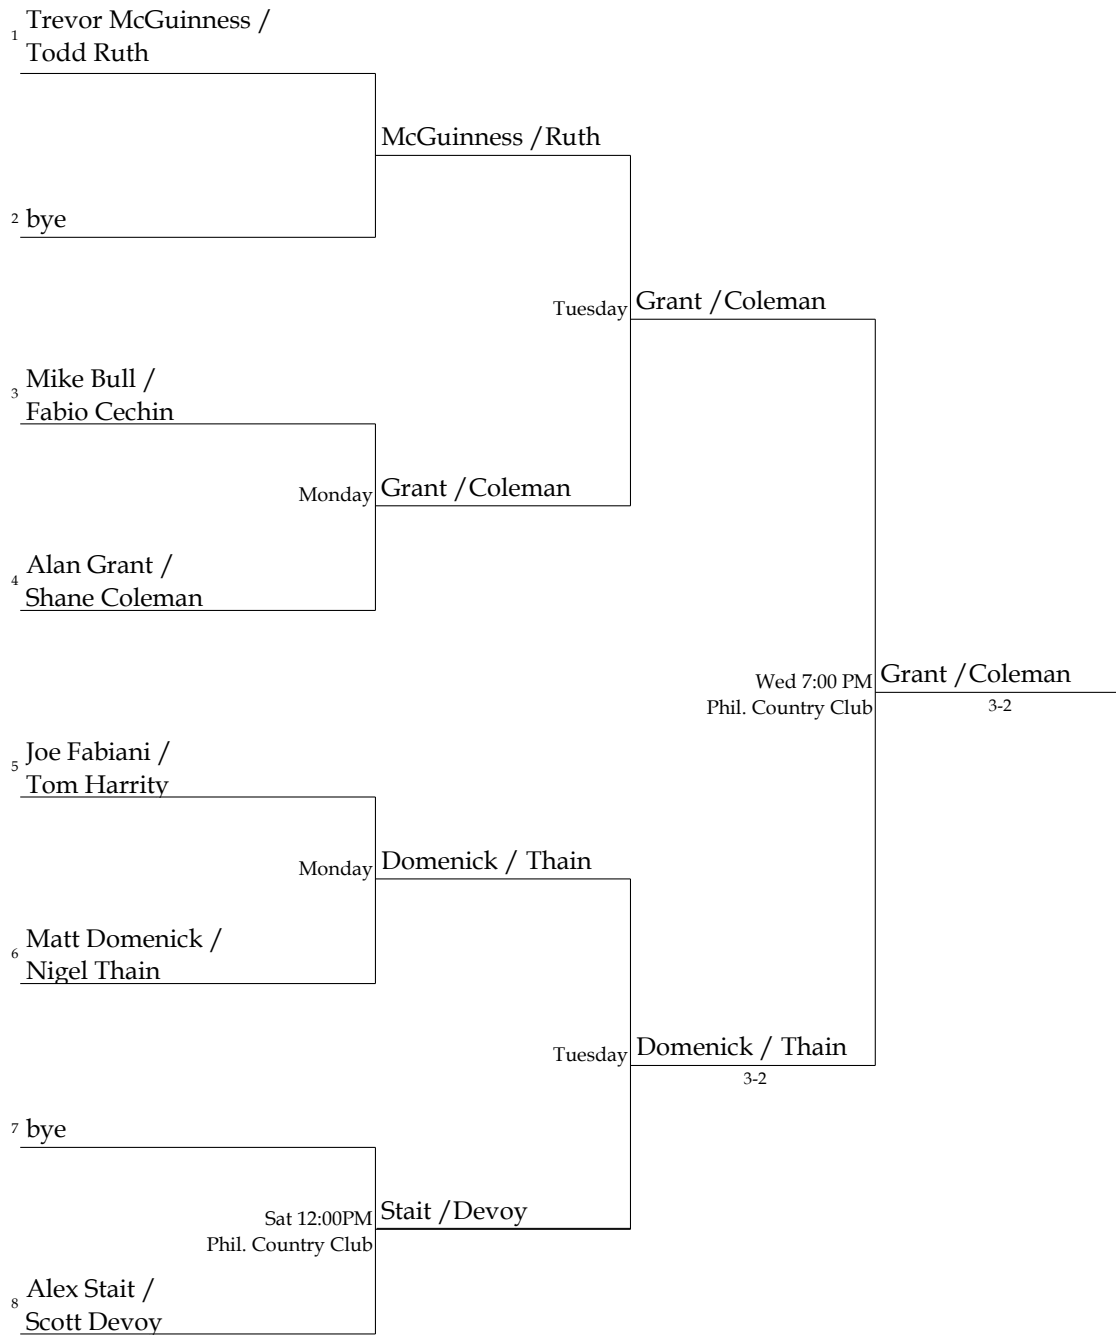 1 Trevor McGuinness /
Todd Ruth
McGuinness /Ruth
2 bye
Tuesday Grant /Coleman
3 Mike Bull /
Fabio Cechin
Monday Grant /Coleman
4 Alan Grant /
Shane Coleman
Wed 7:00 PM Grant /Coleman
Phil. Country Club 3-2
5 Joe Fabiani /
Tom Harrity
Monday Domenick / Thain
6 Matt Domenick /
Nigel Thain
Tuesday Domenick / Thain
3-2
7 bye
Sat 12:00PM Stait /Devoy
Phil. Country Club
8 Alex Stait /
Scott Devoy